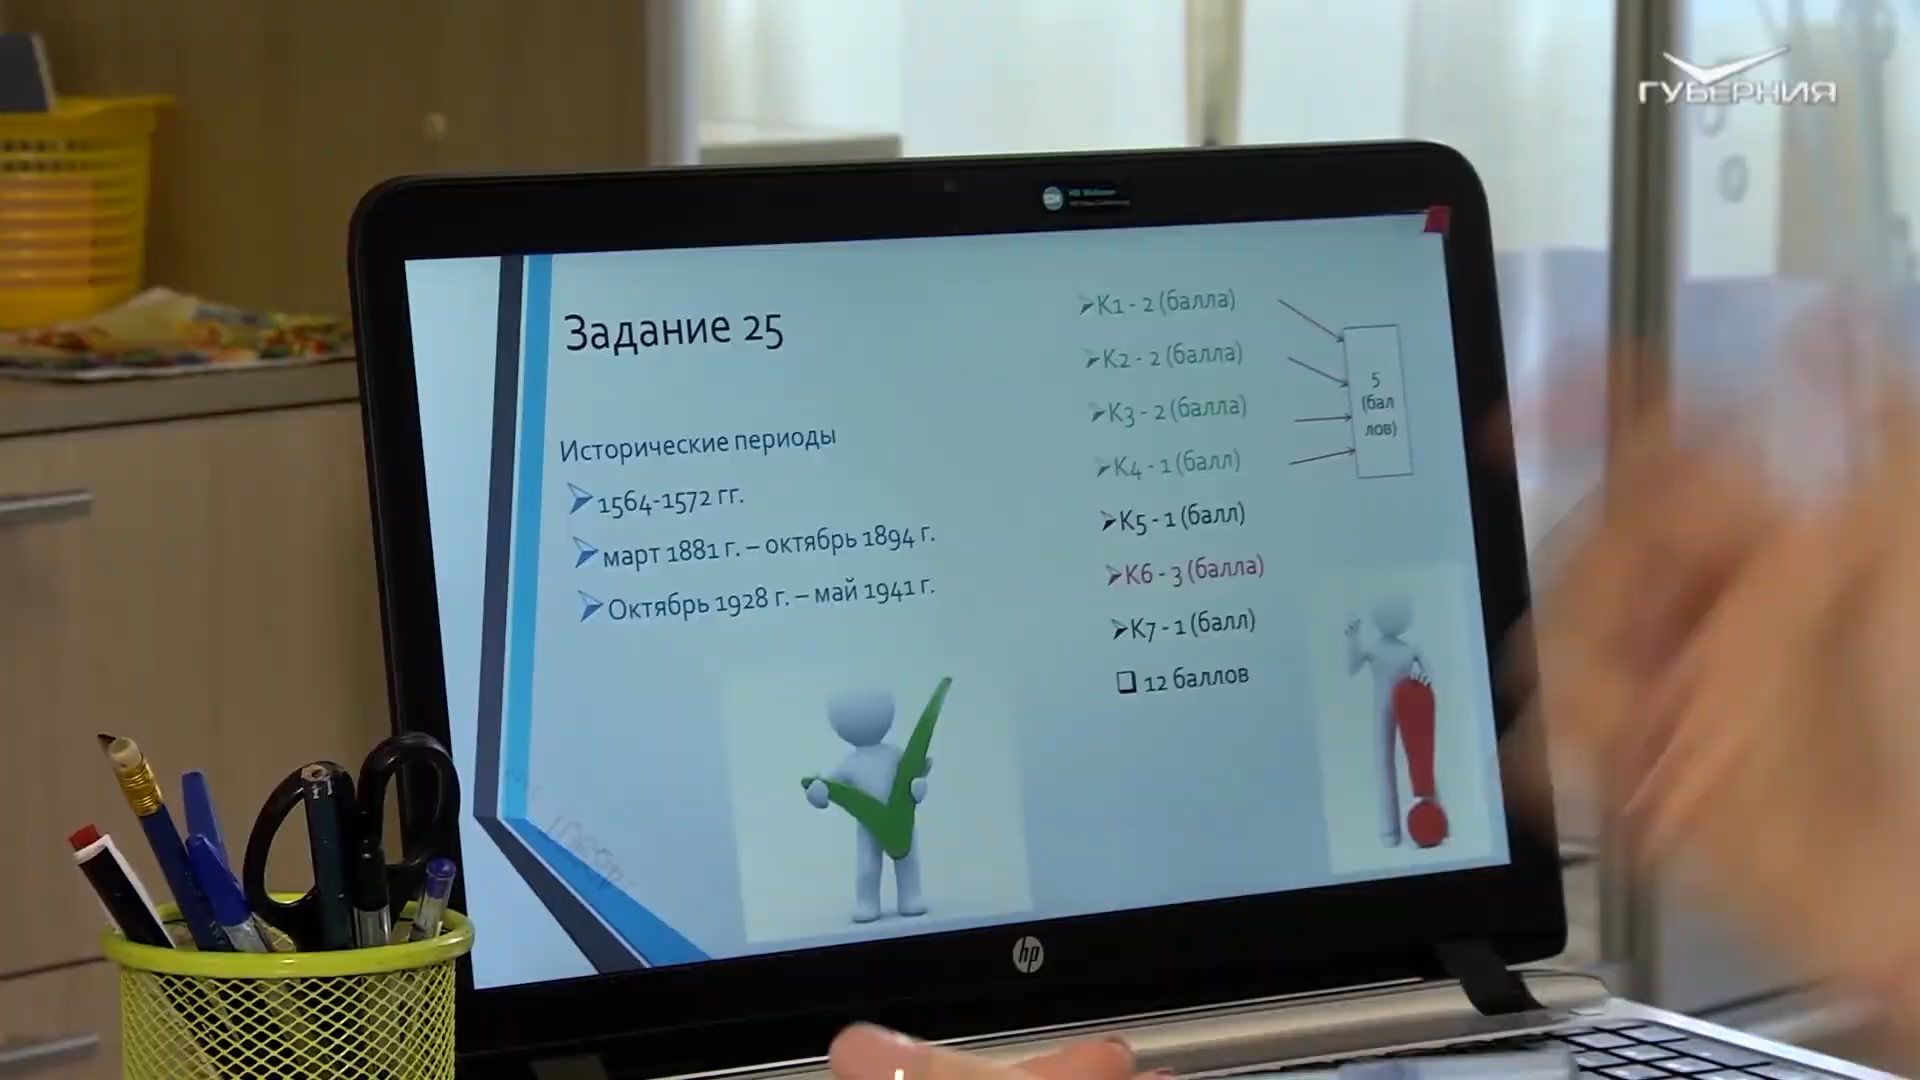 ГУБЕРНИЯ
Задание 25
Исторические периоды
1564-1572 гг.
март 1881 г. – октябрь 1894 г.
Октябрь 1928 г. – май 1941 г.
К1 - 2 (балла)
К2 - 2 (балла)
К3 - 2 (балла)
К4 - 1 (балл)
К5 - 1 (балл)
К6 - 3 (балла)
К7 - 1 (балл)
12 баллов
5
(бал
лов)
hp